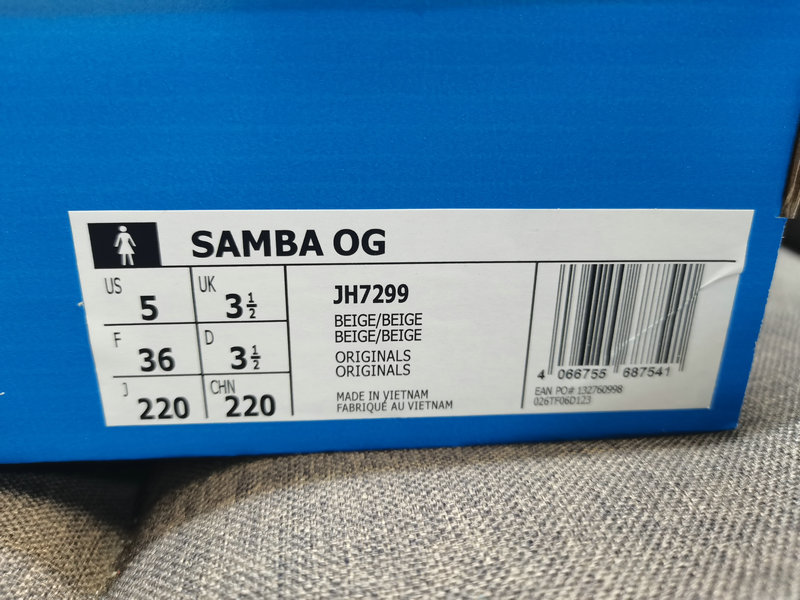 SAMBA OG
US 5
UK 3 1/2
F 36
D 3 1/2
J 220
CHN 220
JH7299
BEIGE/BEIGE
BEIGE/BEIGE
ORIGINALS
ORIGINALS
MADE IN VIETNAM
FABRIQUÉ AU VIETNAM
4 066755 687541
EAN PO# 132760998
026TF06D123